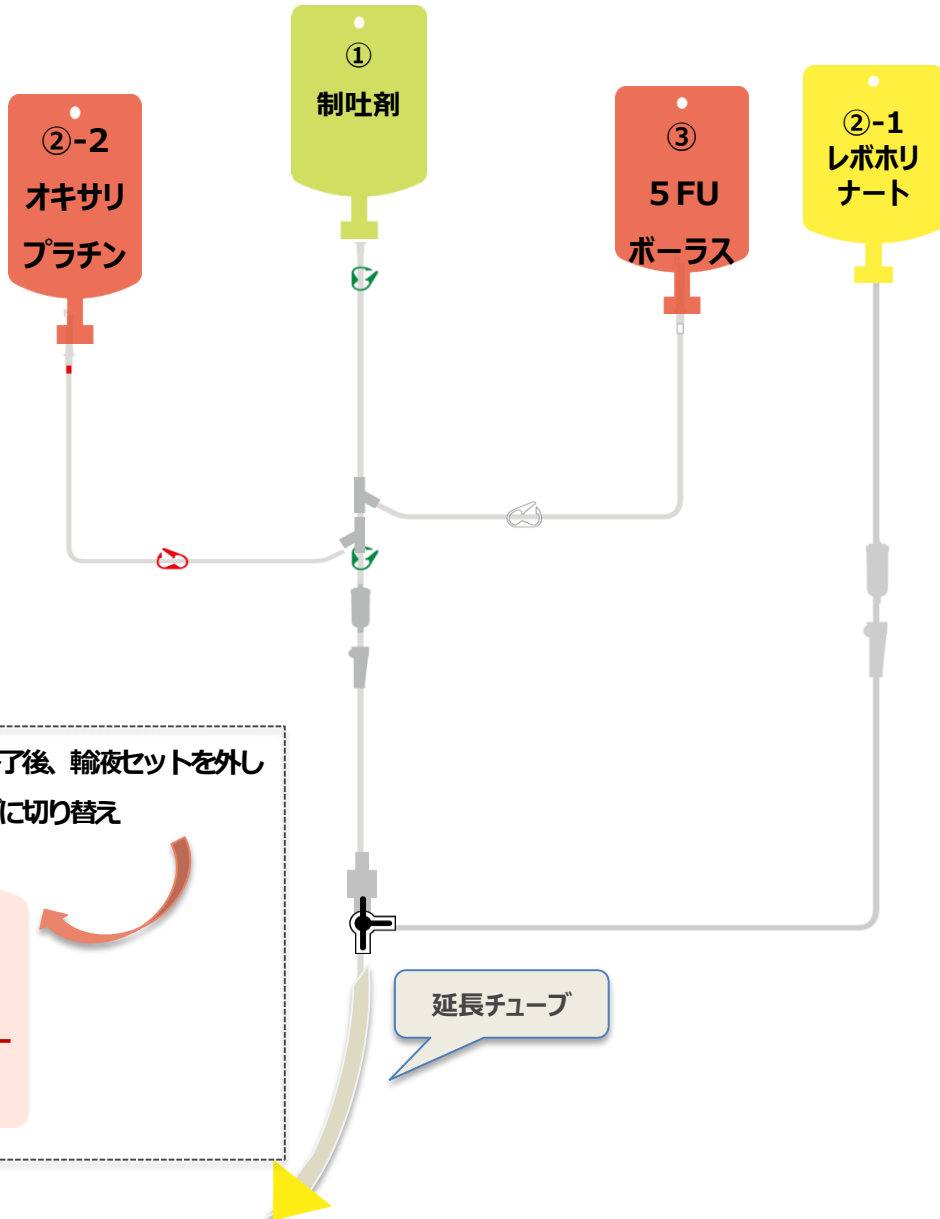 ①
制吐剤
②-2
オキサリ
プラチン
③
5 FU
ボーラス
②-1
レボホリ
ナート
了後、輸液セットを外し
に切り替え
延長チューブ